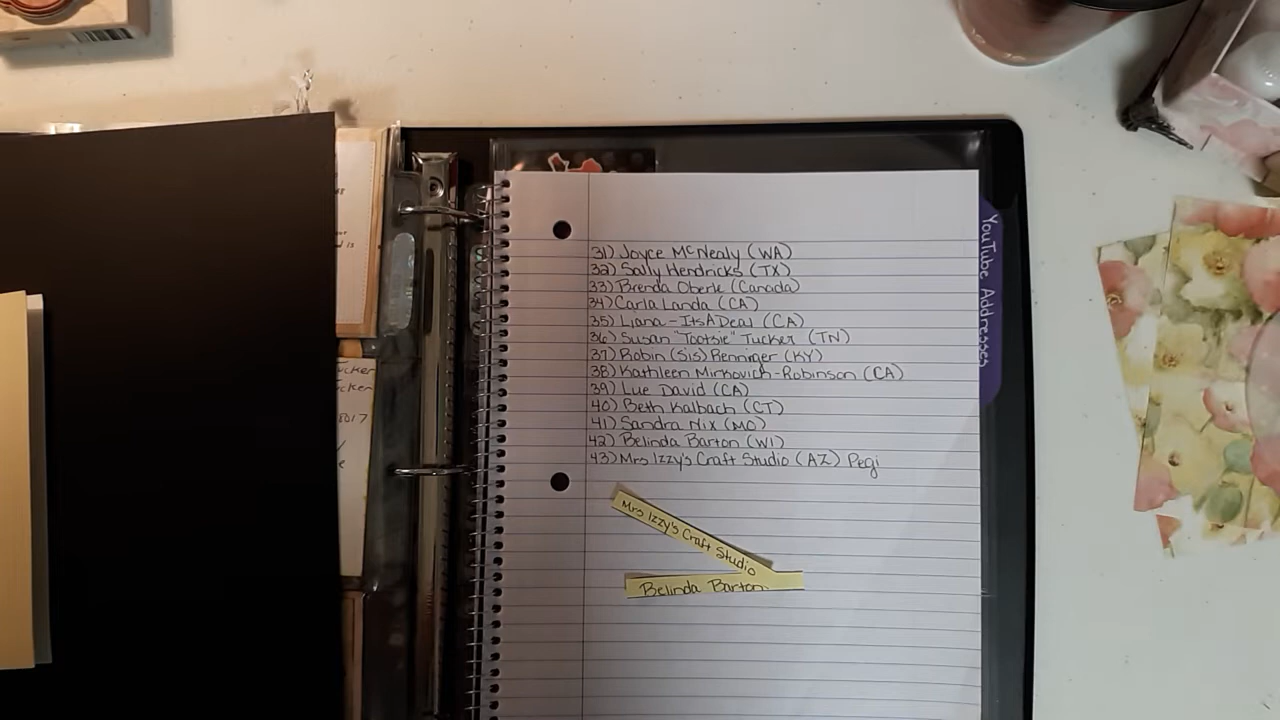 31) Joyce McNealy (WA)
32) Sally Hendricks (TX)
33) Brenda Oberle (Canada)
34) Carla Landa (CA)
35) Liana - ItsADeal (CA)
36) Susan "Tootsie" Tucker (TN)
37) Robin (Sis) Benninger (KY)
38) Kathleen Mirkovich-Robinson (CA)
39) Lue David (CA)
40) Beth Kalbach (CT)
41) Sandra Nix (MO)
42) Belinda Barton (WI)
43) Mrs Izzy's Craft Studio (AZ) Pegi
Mrs Izzy's Craft Studio
Belinda Barton
YouTube Addresses
Tucker
2017